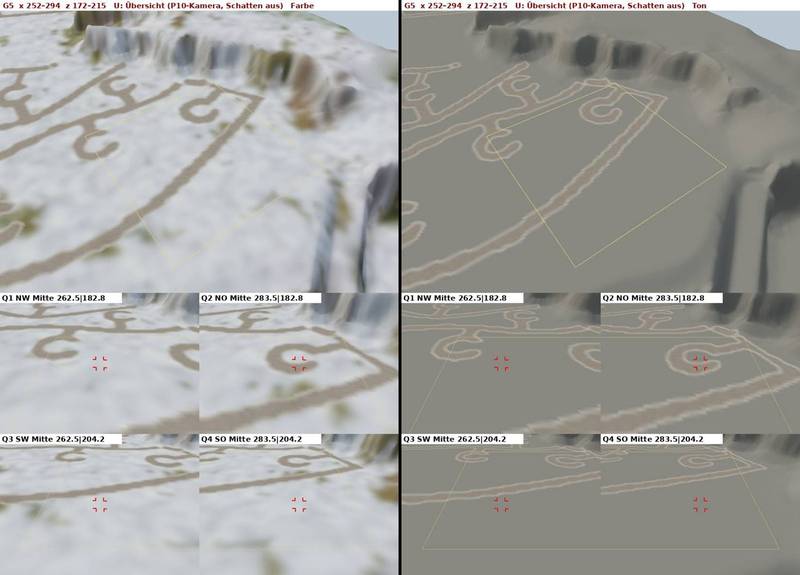 G5 x 252–294 z 172–215 U: Übersicht (P10-Kamera, Schatten aus) Farbe
G5 x 252–294 z 172–215 U: Übersicht (P10-Kamera, Schatten aus) Ton
Q1 NW Mitte 262.5|182.8
Q2 NO Mitte 283.5|182.8
Q1 NW Mitte 262.5|182.8
Q2 NO Mitte 283.5|182.8
Q3 SW Mitte 262.5|204.2
Q4 SO Mitte 283.5|204.2
Q3 SW Mitte 262.5|204.2
Q4 SO Mitte 283.5|204.2